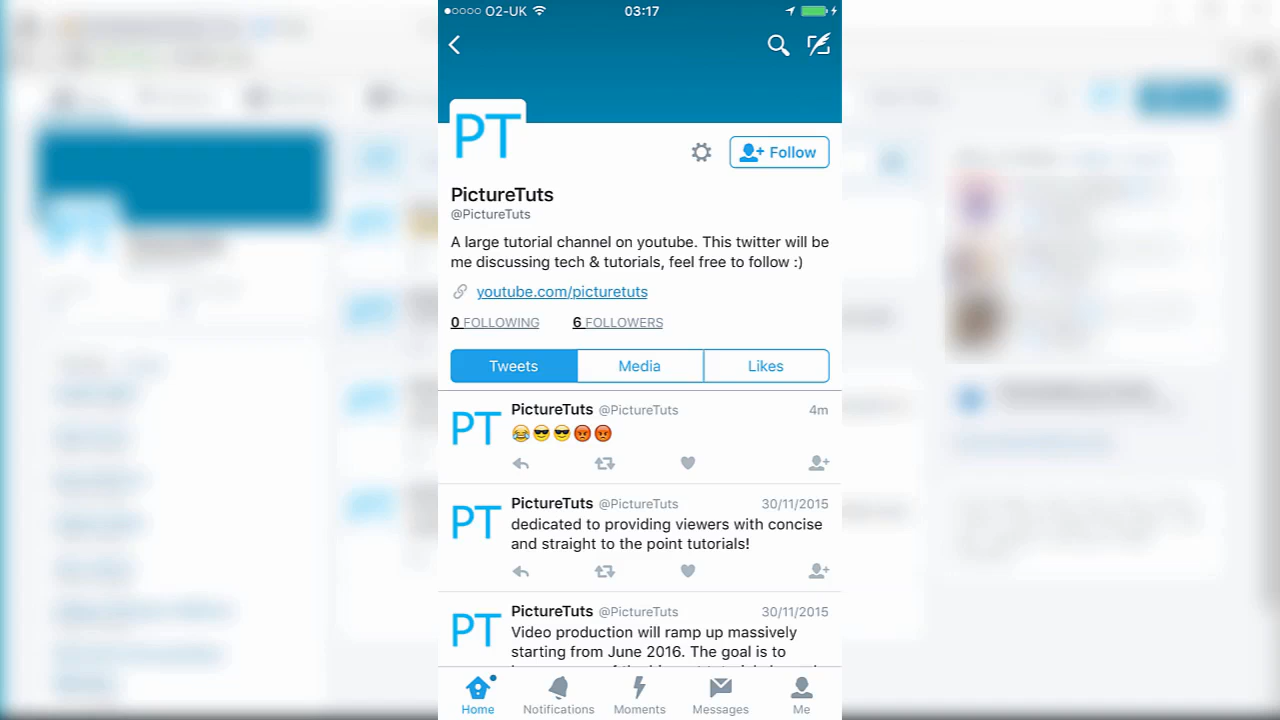 O2-UK 03:17
PT
Follow
PictureTuts
@PictureTuts
A large tutorial channel on youtube. This twitter will be
me discussing tech & tutorials, feel free to follow :)
youtube.com/picturetuts
0 FOLLOWING 6 FOLLOWERS
Tweets Media Likes
PT
PictureTuts @PictureTuts 4m
😂😎😎😡😡
PT
PictureTuts @PictureTuts 30/11/2015
dedicated to providing viewers with concise
and straight to the point tutorials!
PT
PictureTuts @PictureTuts 30/11/2015
Video production will ramp up massively
starting from June 2016. The goal is to
Home Notifications Moments Messages Me